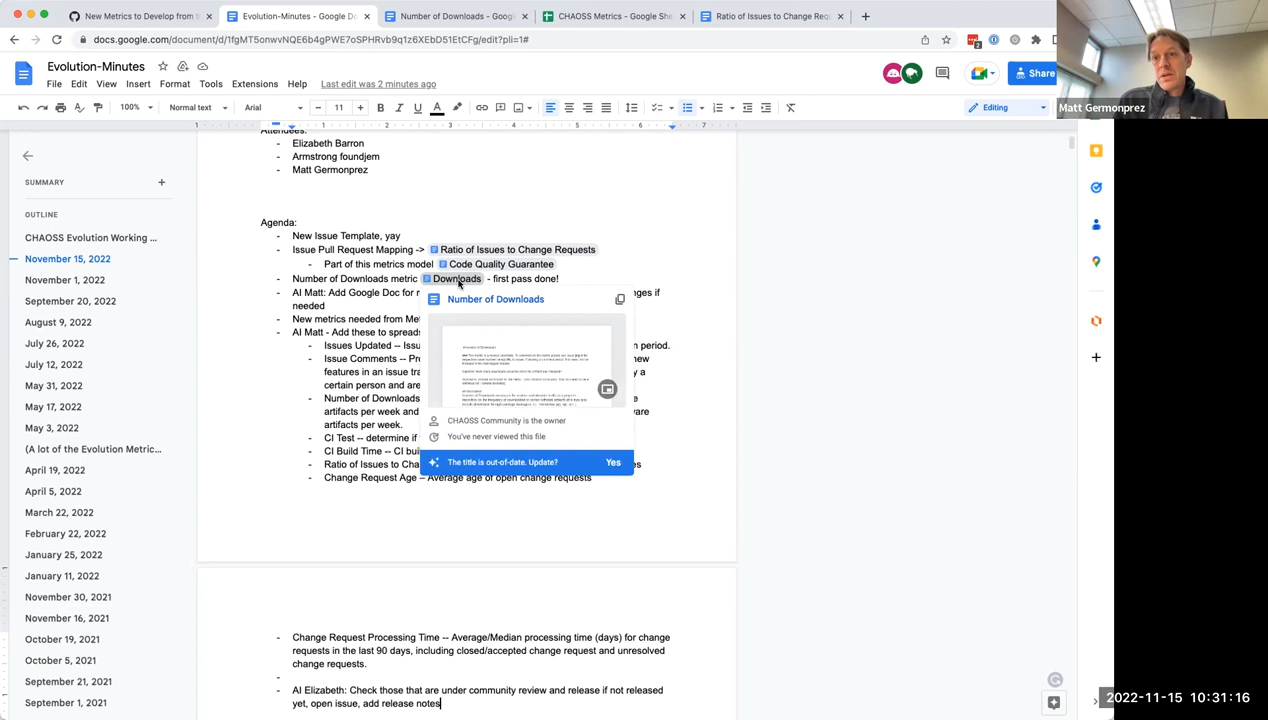 New Metrics to Develop from t
Evolution-Minutes - Google Do
Number of Downloads - Googl
CHAOSS Metrics - Google She
Ratio of Issues to Change Requ
docs.google.com/document/d/1fgMT5onwvNQE6b4gPWE7oSPHRvb9q1z6XEbD51EtCFg/edit?pli=1#
2
Evolution-Minutes
File Edit View Insert Format Tools Extensions Help Last edit was 2 minutes ago
Share
Matt Germonprez
100% Normal text Arial 11 B I U A Editing
1 1 2 3 4 5 6 7
SUMMARY
OUTLINE
CHAOSS Evolution Working ...
November 15, 2022
November 1, 2022
September 20, 2022
August 9, 2022
July 26, 2022
July 12, 2022
May 31, 2022
May 17, 2022
May 3, 2022
(A lot of the Evolution Metric...
April 19, 2022
April 5, 2022
March 22, 2022
February 22, 2022
January 25, 2022
January 11, 2022
November 30, 2021
November 16, 2021
October 19, 2021
October 5, 2021
September 21, 2021
September 1, 2021
Attendees:
- Elizabeth Barron
- Armstrong foundjem
- Matt Germonprez
Agenda:
- New Issue Template, yay
- Issue Pull Request Mapping -> Ratio of Issues to Change Requests
- Part of this metrics model Code Quality Guarantee
- Number of Downloads metric Downloads - first pass done!
- AI Matt: Add Google Doc for nges if
needed
- New metrics needed from Met
- AI Matt - Add these to spreads
- Issues Updated -- Issu n period.
- Issue Comments -- Pr new
features in an issue tra y a
certain person and are
- Number of Downloads ware
artifacts per week and
artifacts per week.
- CI Test -- determine if
- CI Build Time -- CI bui
- Ratio of Issues to Cha es
- Change Request Age – Average age of open change requests
Number of Downloads
CHAOSS Community is the owner
You've never viewed this file
The title is out-of-date. Update? Yes
- Change Request Processing Time -- Average/Median processing time (days) for change
requests in the last 90 days, including closed/accepted change request and unresolved
change requests.
-
- AI Elizabeth: Check those that are under community review and release if not released
yet, open issue, add release notes
2022-11-15 10:31:16